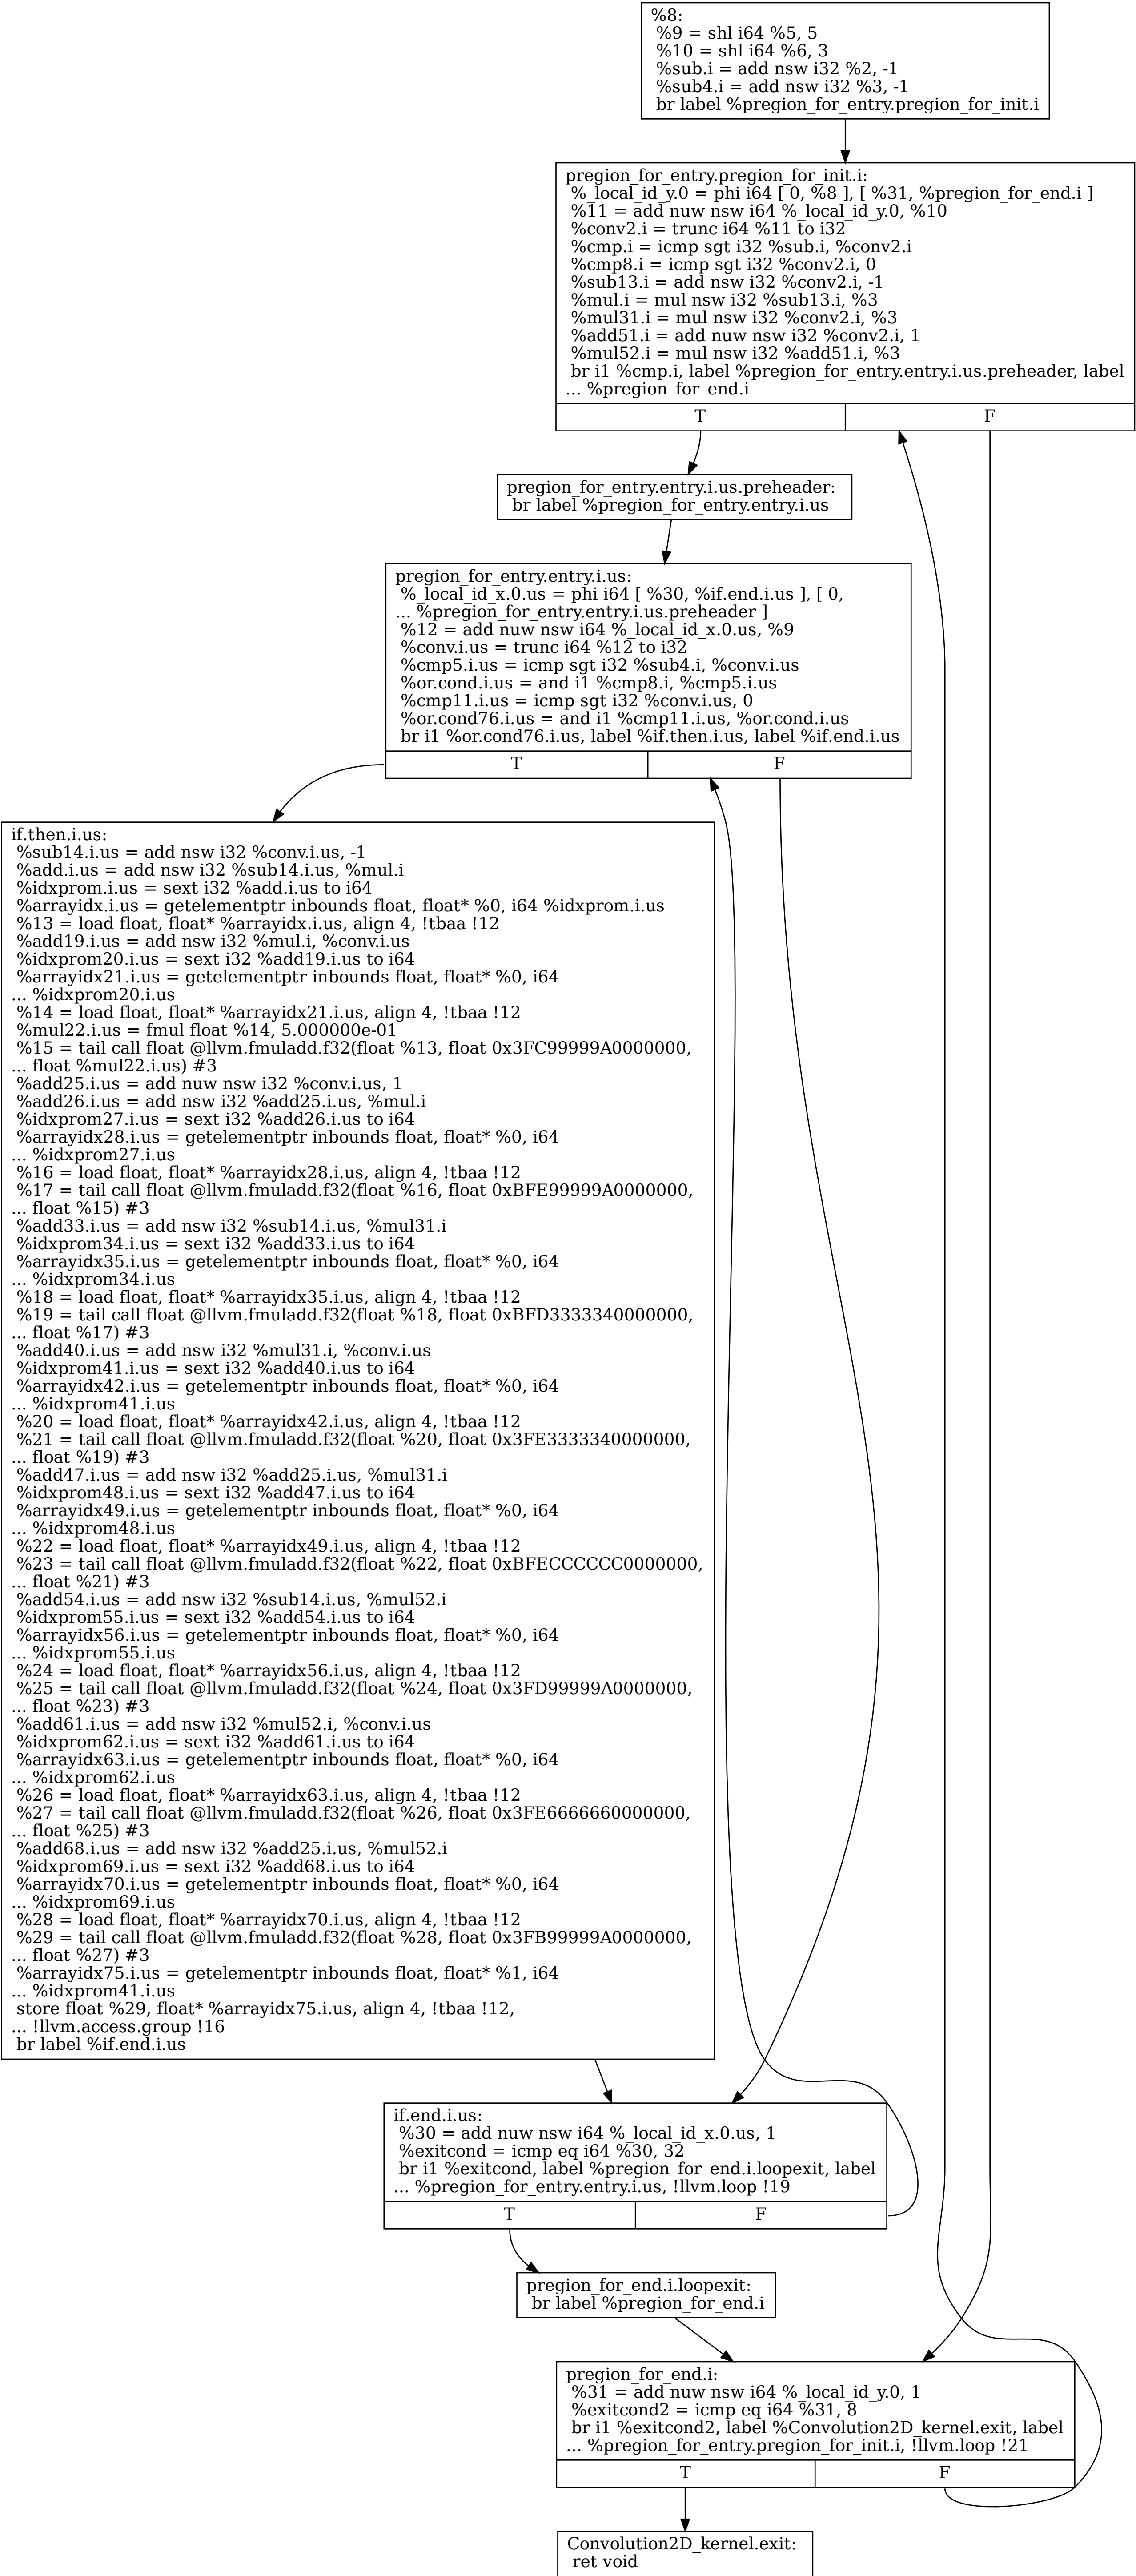 %8:
%9 = shl i64 %5, 5
%10 = shl i64 %6, 3
%sub.i = add nsw i32 %2, -1
%sub4.i = add nsw i32 %3, -1
br label %pregion_for_entry.pregion_for_init.i
pregion_for_entry.pregion_for_init.i:
%_local_id_y.0 = phi i64 [ 0, %8 ], [ %31, %pregion_for_end.i ]
%11 = add nuw nsw i64 %_local_id_y.0, %10
%conv2.i = trunc i64 %11 to i32
%cmp.i = icmp sgt i32 %sub.i, %conv2.i
%cmp8.i = icmp sgt i32 %conv2.i, 0
%sub13.i = add nsw i32 %conv2.i, -1
%mul.i = mul nsw i32 %sub13.i, %3
%mul31.i = mul nsw i32 %conv2.i, %3
%add51.i = add nuw nsw i32 %conv2.i, 1
%mul52.i = mul nsw i32 %add51.i, %3
br i1 %cmp.i, label %pregion_for_entry.entry.i.us.preheader, label
... %pregion_for_end.i
T F
pregion_for_entry.entry.i.us.preheader:
br label %pregion_for_entry.entry.i.us
pregion_for_entry.entry.i.us:
%_local_id_x.0.us = phi i64 [ %30, %if.end.i.us ], [ 0,
... %pregion_for_entry.entry.i.us.preheader ]
%12 = add nuw nsw i64 %_local_id_x.0.us, %9
%conv.i.us = trunc i64 %12 to i32
%cmp5.i.us = icmp sgt i32 %sub4.i, %conv.i.us
%or.cond.i.us = and i1 %cmp8.i, %cmp5.i.us
%cmp11.i.us = icmp sgt i32 %conv.i.us, 0
%or.cond76.i.us = and i1 %cmp11.i.us, %or.cond.i.us
br i1 %or.cond76.i.us, label %if.then.i.us, label %if.end.i.us
T F
if.then.i.us:
%sub14.i.us = add nsw i32 %conv.i.us, -1
%add.i.us = add nsw i32 %sub14.i.us, %mul.i
%idxprom.i.us = sext i32 %add.i.us to i64
%arrayidx.i.us = getelementptr inbounds float, float* %0, i64 %idxprom.i.us
%13 = load float, float* %arrayidx.i.us, align 4, !tbaa !12
%add19.i.us = add nsw i32 %mul.i, %conv.i.us
%idxprom20.i.us = sext i32 %add19.i.us to i64
%arrayidx21.i.us = getelementptr inbounds float, float* %0, i64
... %idxprom20.i.us
%14 = load float, float* %arrayidx21.i.us, align 4, !tbaa !12
%mul22.i.us = fmul float %14, 5.000000e-01
%15 = tail call float @llvm.fmuladd.f32(float %13, float 0x3FC99999A0000000,
... float %mul22.i.us) #3
%add25.i.us = add nuw nsw i32 %conv.i.us, 1
%add26.i.us = add nsw i32 %add25.i.us, %mul.i
%idxprom27.i.us = sext i32 %add26.i.us to i64
%arrayidx28.i.us = getelementptr inbounds float, float* %0, i64
... %idxprom27.i.us
%16 = load float, float* %arrayidx28.i.us, align 4, !tbaa !12
%17 = tail call float @llvm.fmuladd.f32(float %16, float 0xBFE99999A0000000,
... float %15) #3
%add33.i.us = add nsw i32 %sub14.i.us, %mul31.i
%idxprom34.i.us = sext i32 %add33.i.us to i64
%arrayidx35.i.us = getelementptr inbounds float, float* %0, i64
... %idxprom34.i.us
%18 = load float, float* %arrayidx35.i.us, align 4, !tbaa !12
%19 = tail call float @llvm.fmuladd.f32(float %18, float 0xBFD3333340000000,
... float %17) #3
%add40.i.us = add nsw i32 %mul31.i, %conv.i.us
%idxprom41.i.us = sext i32 %add40.i.us to i64
%arrayidx42.i.us = getelementptr inbounds float, float* %0, i64
... %idxprom41.i.us
%20 = load float, float* %arrayidx42.i.us, align 4, !tbaa !12
%21 = tail call float @llvm.fmuladd.f32(float %20, float 0x3FE3333340000000,
... float %19) #3
%add47.i.us = add nsw i32 %add25.i.us, %mul31.i
%idxprom48.i.us = sext i32 %add47.i.us to i64
%arrayidx49.i.us = getelementptr inbounds float, float* %0, i64
... %idxprom48.i.us
%22 = load float, float* %arrayidx49.i.us, align 4, !tbaa !12
%23 = tail call float @llvm.fmuladd.f32(float %22, float 0xBFECCCCCC0000000,
... float %21) #3
%add54.i.us = add nsw i32 %sub14.i.us, %mul52.i
%idxprom55.i.us = sext i32 %add54.i.us to i64
%arrayidx56.i.us = getelementptr inbounds float, float* %0, i64
... %idxprom55.i.us
%24 = load float, float* %arrayidx56.i.us, align 4, !tbaa !12
%25 = tail call float @llvm.fmuladd.f32(float %24, float 0x3FD99999A0000000,
... float %23) #3
%add61.i.us = add nsw i32 %mul52.i, %conv.i.us
%idxprom62.i.us = sext i32 %add61.i.us to i64
%arrayidx63.i.us = getelementptr inbounds float, float* %0, i64
... %idxprom62.i.us
%26 = load float, float* %arrayidx63.i.us, align 4, !tbaa !12
%27 = tail call float @llvm.fmuladd.f32(float %26, float 0x3FE6666660000000,
... float %25) #3
%add68.i.us = add nsw i32 %add25.i.us, %mul52.i
%idxprom69.i.us = sext i32 %add68.i.us to i64
%arrayidx70.i.us = getelementptr inbounds float, float* %0, i64
... %idxprom69.i.us
%28 = load float, float* %arrayidx70.i.us, align 4, !tbaa !12
%29 = tail call float @llvm.fmuladd.f32(float %28, float 0x3FB99999A0000000,
... float %27) #3
%arrayidx75.i.us = getelementptr inbounds float, float* %1, i64
... %idxprom41.i.us
store float %29, float* %arrayidx75.i.us, align 4, !tbaa !12,
... !llvm.access.group !16
br label %if.end.i.us
if.end.i.us:
%30 = add nuw nsw i64 %_local_id_x.0.us, 1
%exitcond = icmp eq i64 %30, 32
br i1 %exitcond, label %pregion_for_end.i.loopexit, label
... %pregion_for_entry.entry.i.us, !llvm.loop !19
T F
pregion_for_end.i.loopexit:
br label %pregion_for_end.i
pregion_for_end.i:
%31 = add nuw nsw i64 %_local_id_y.0, 1
%exitcond2 = icmp eq i64 %31, 8
br i1 %exitcond2, label %Convolution2D_kernel.exit, label
... %pregion_for_entry.pregion_for_init.i, !llvm.loop !21
T F
Convolution2D_kernel.exit:
ret void